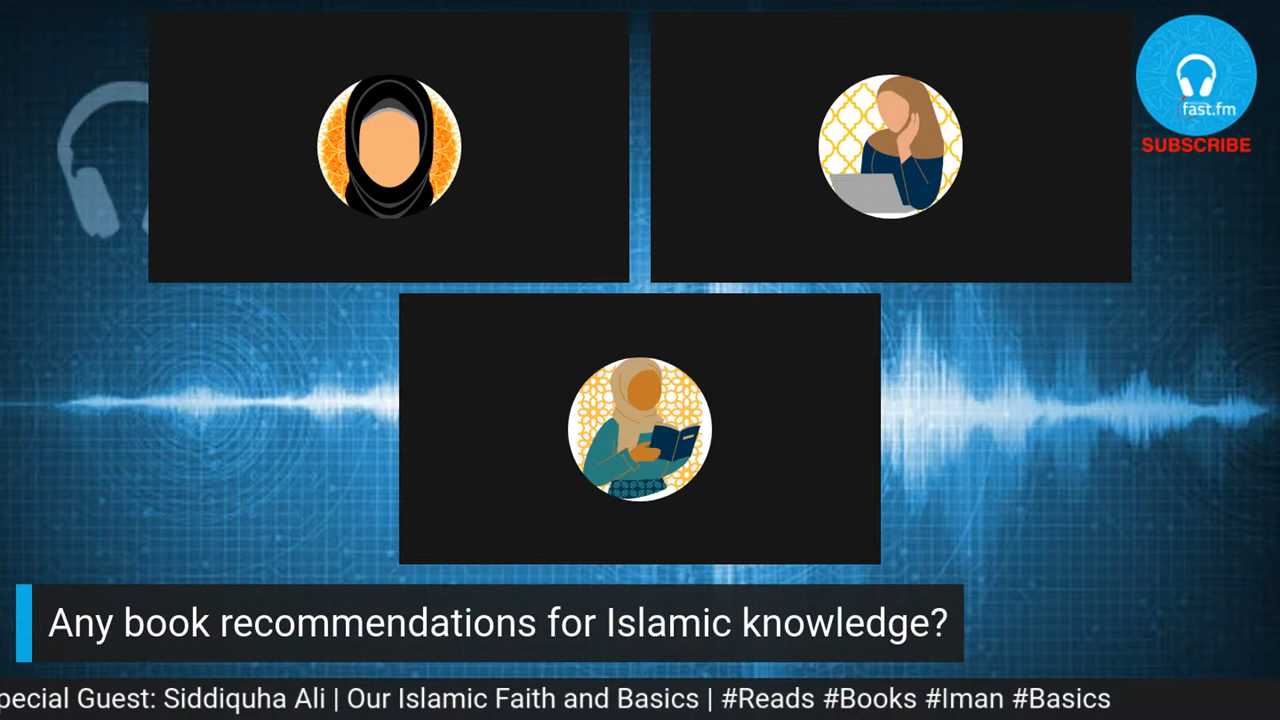 fast.fm
SUBSCRIBE
Any book recommendations for Islamic knowledge?
pecial Guest: Siddiquha Ali | Our Islamic Faith and Basics | #Reads #Books #Iman #Basics